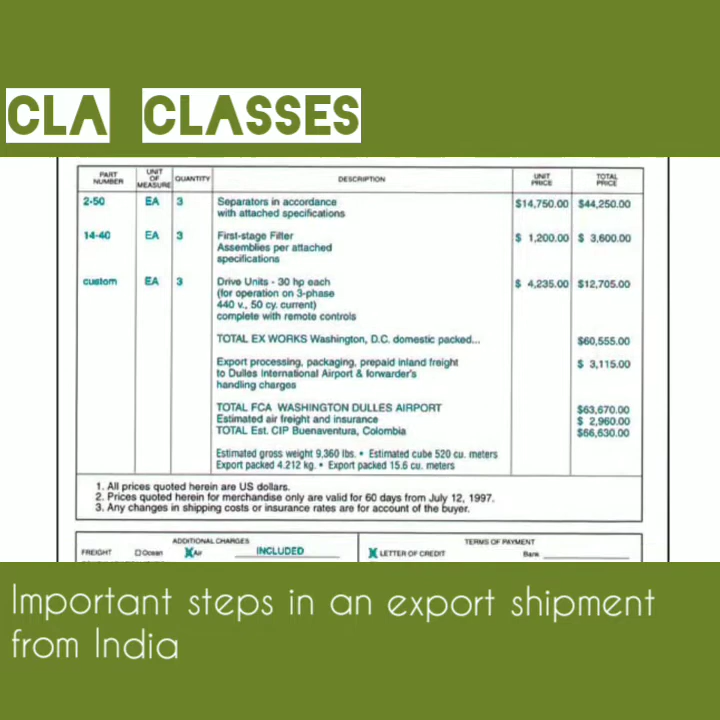 CLA CLASSES
PART NUMBER
UNIT OF MEASURE
QUANTITY
DESCRIPTION
UNIT PRICE
TOTAL PRICE
2-50 EA 3 Separators in accordance $14,750.00 $44,250.00
with attached specifications
14-40 EA 3 First-stage Filter $ 1,200.00 $ 3,600.00
Assemblies per attached
specifications
custom EA 3 Drive Units - 30 hp each $ 4,235.00 $12,705.00
(for operation on 3-phase
440 v., 50 cy. current)
complete with remote controls
TOTAL EX WORKS Washington, D.C. domestic packed... $60,555.00
Export processing, packaging, prepaid inland freight $ 3,115.00
to Dulles International Airport & forwarder's
handling charges
TOTAL FCA WASHINGTON DULLES AIRPORT $63,670.00
Estimated air freight and insurance $ 2,960.00
TOTAL Est. CIP Buenaventura, Colombia $66,630.00
Estimated gross weight 9,360 lbs. • Estimated cube 520 cu. meters
Export packed 4.212 kg. • Export packed 15.6 cu. meters
1. All prices quoted herein are US dollars.
2. Prices quoted herein for merchandise only are valid for 60 days from July 12, 1997.
3. Any changes in shipping costs or insurance rates are for account of the buyer.
ADDITIONAL CHARGES
FREIGHT Ocean X Air INCLUDED
TERMS OF PAYMENT
X LETTER OF CREDIT Bank
Important steps in an export shipment
from India